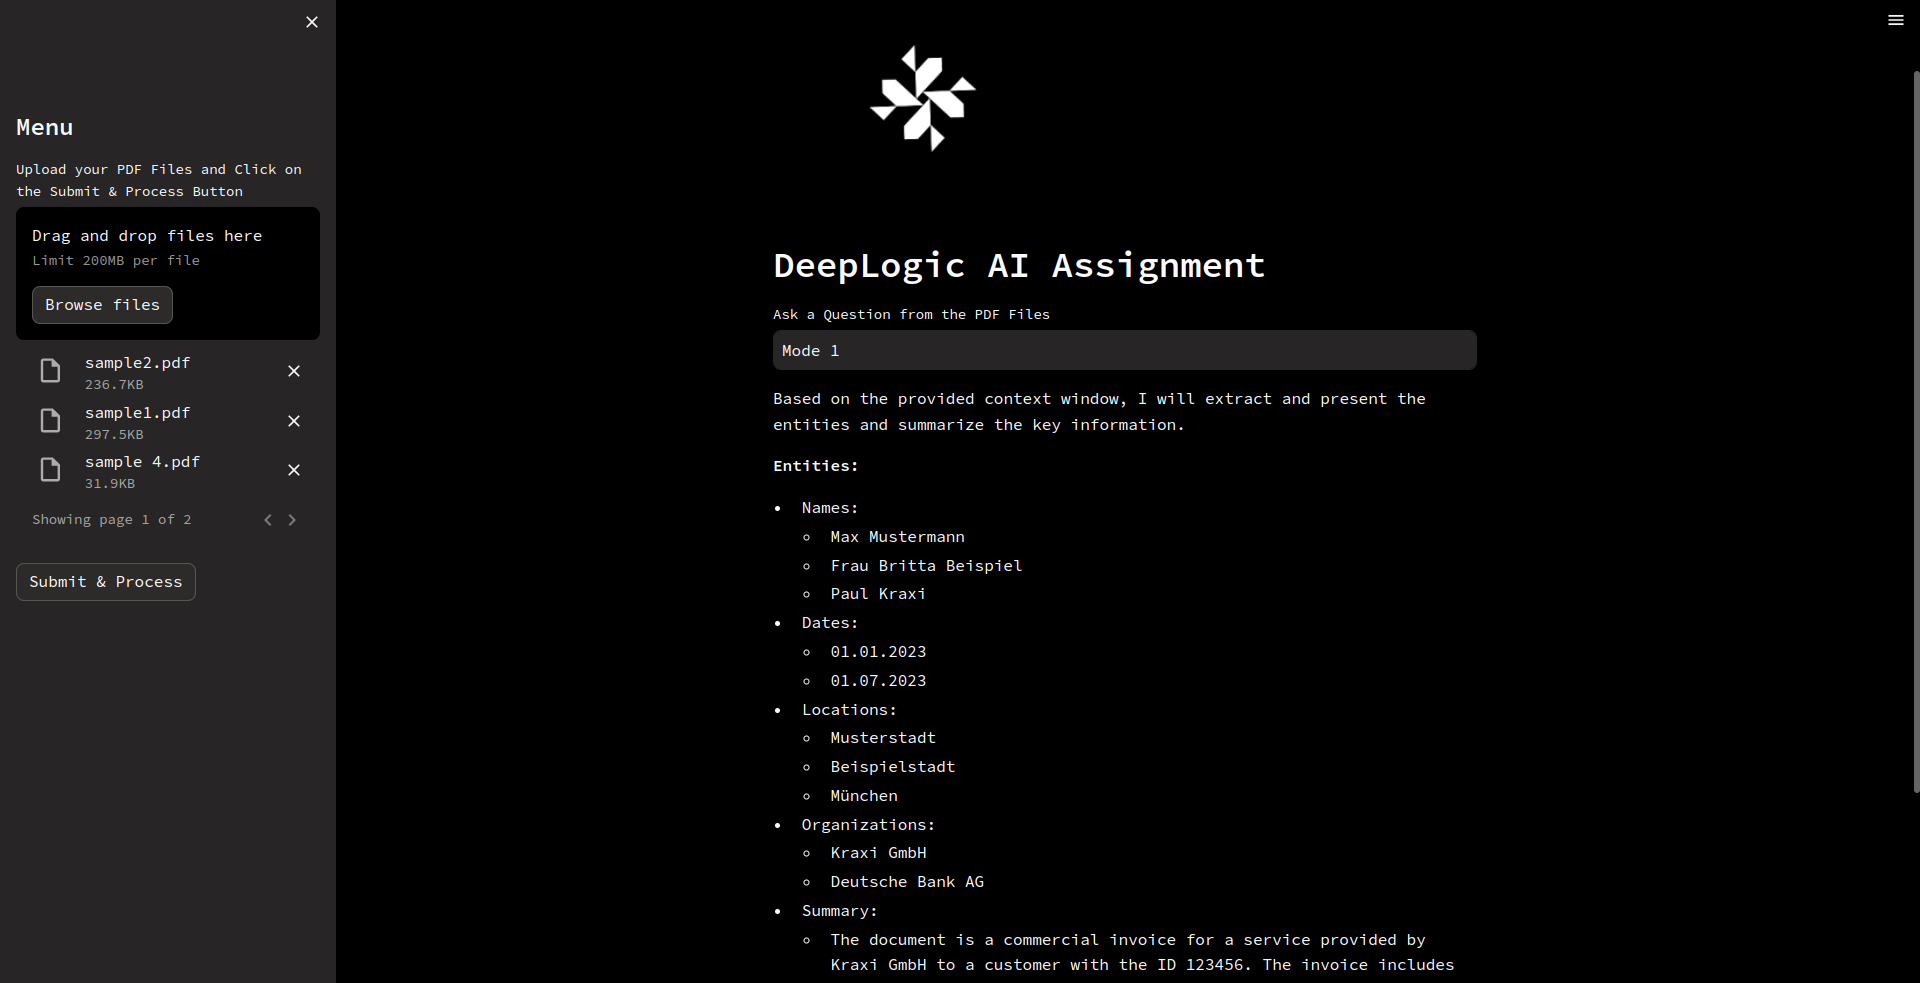 Menu
Upload your PDF Files and Click on
the Submit & Process Button
Drag and drop files here
Limit 200MB per file
Browse files
sample2.pdf
236.7KB
sample1.pdf
297.5KB
sample 4.pdf
31.9KB
Showing page 1 of 2
Submit & Process
DeepLogic AI Assignment
Ask a Question from the PDF Files
Mode 1
Based on the provided context window, I will extract and present the
entities and summarize the key information.
Entities:
• Names:
◦ Max Mustermann
◦ Frau Britta Beispiel
◦ Paul Kraxi
• Dates:
◦ 01.01.2023
◦ 01.07.2023
• Locations:
◦ Musterstadt
◦ Beispielstadt
◦ München
• Organizations:
◦ Kraxi GmbH
◦ Deutsche Bank AG
• Summary:
◦ The document is a commercial invoice for a service provided by
Kraxi GmbH to a customer with the ID 123456. The invoice includes